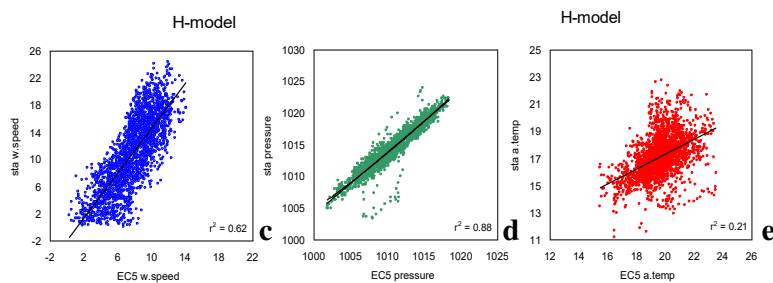 H-model
H-model
26
22
18
14
10
6
2
-2
sta w.speed
-2 2 6 10 14 18 22
EC5 w.speed
r² = 0.62
c
1030
1025
1020
1015
1010
1005
1000
sta pressure
1000 1005 1010 1015 1020 1025
EC5 pressure
r² = 0.88
d
25
23
21
19
17
15
13
11
sta a.temp
12 14 16 18 20 22 24 26
EC5 a.temp
r² = 0.21
e